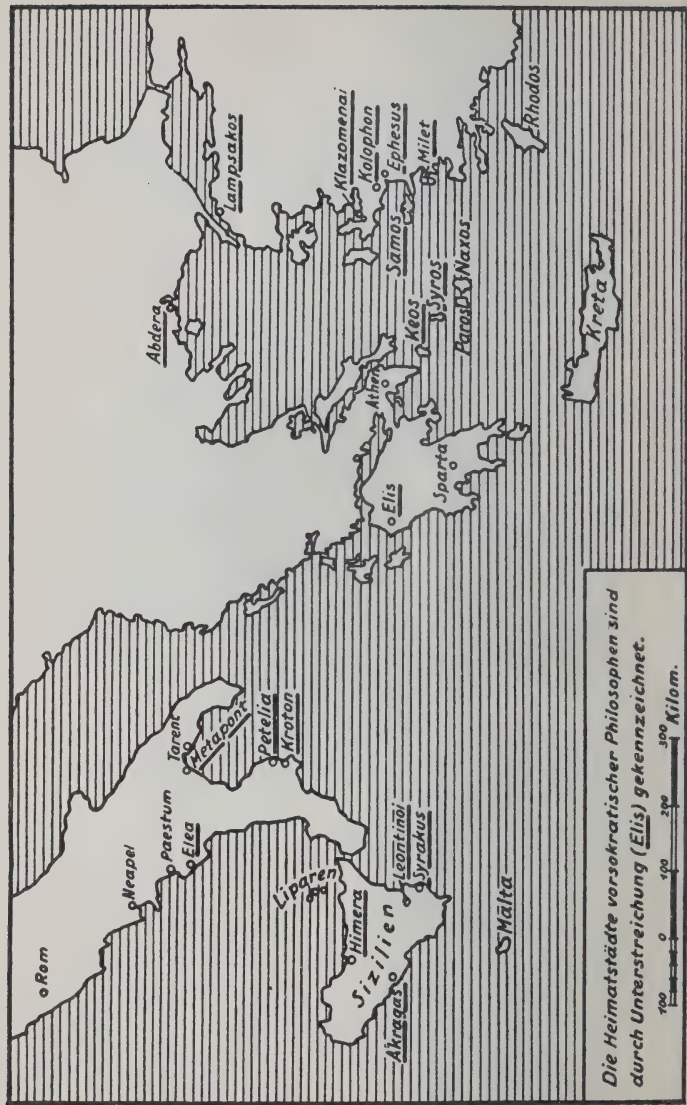 Rom
Neapel
Paestum
Elea
Tarent
Metapont
Petelia
Kroton
Liparen
Himera
Sizilien
Akragas
Leontinoi
Syrakus
Malta
Abdera
Lampsakos
Klazomenai
Kolophon
Ephesus
Samos
Milet
Keos
Syros
Paros
Naxos
Athen
Elis
Sparta
Rhodos
Kreta
Die Heimatstädte vorsokratischer Philosophen sind
durch Unterstreichung (Elis) gekennzeichnet.
100 0 100 200 300 Kilom.